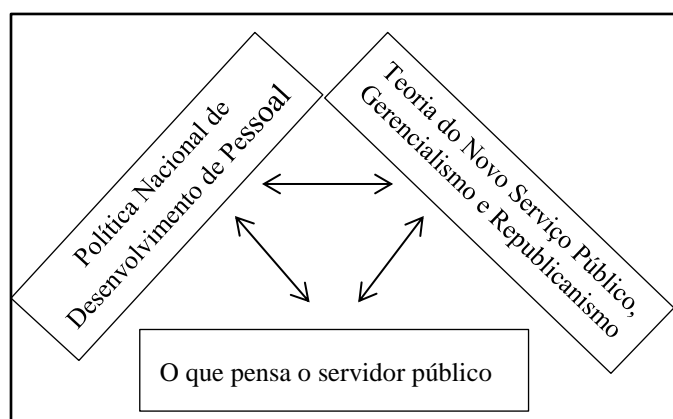 Política Nacional de
Desenvolvimento de Pessoal
Teoria do Novo Serviço Público,
Gerencialismo e Republicanismo
O que pensa o servidor público